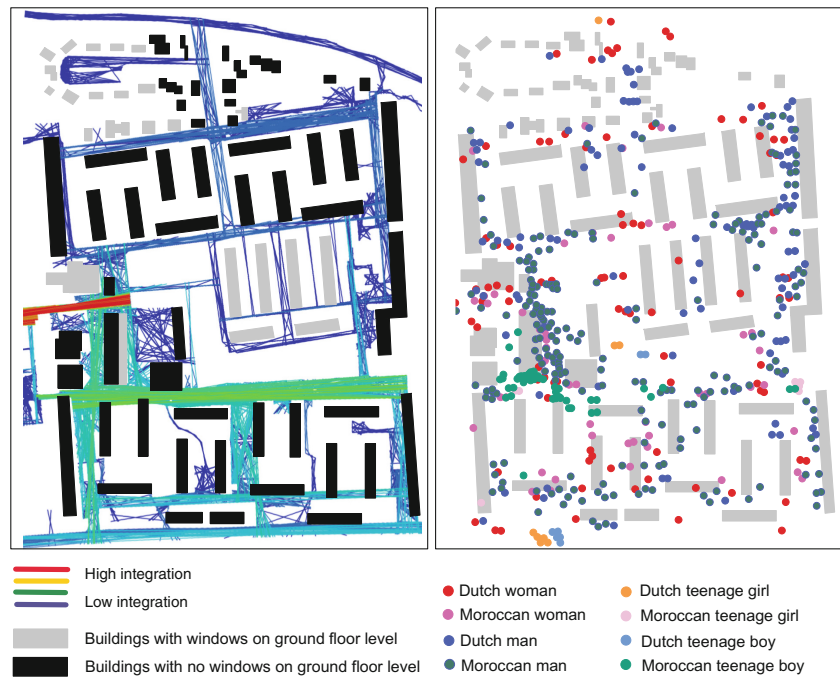 High integration
Low integration
Buildings with windows on ground floor level
Buildings with no windows on ground floor level
Dutch woman
Moroccan woman
Dutch man
Moroccan man
Dutch teenage girl
Moroccan teenage girl
Dutch teenage boy
Moroccan teenage boy